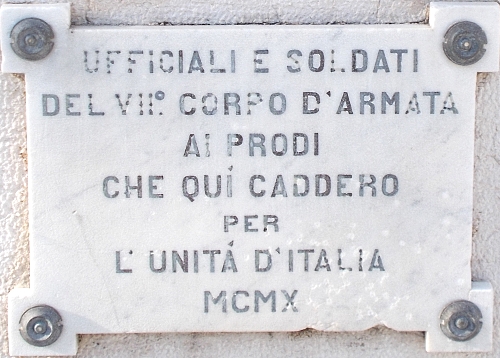 UFFICIALI E SOLDATI
DEL VII.º CORPO D'ARMATA
AI PRODI
CHE QUÍ CADDERO
PER
L'UNITÁ D'ITALIA
MCMX